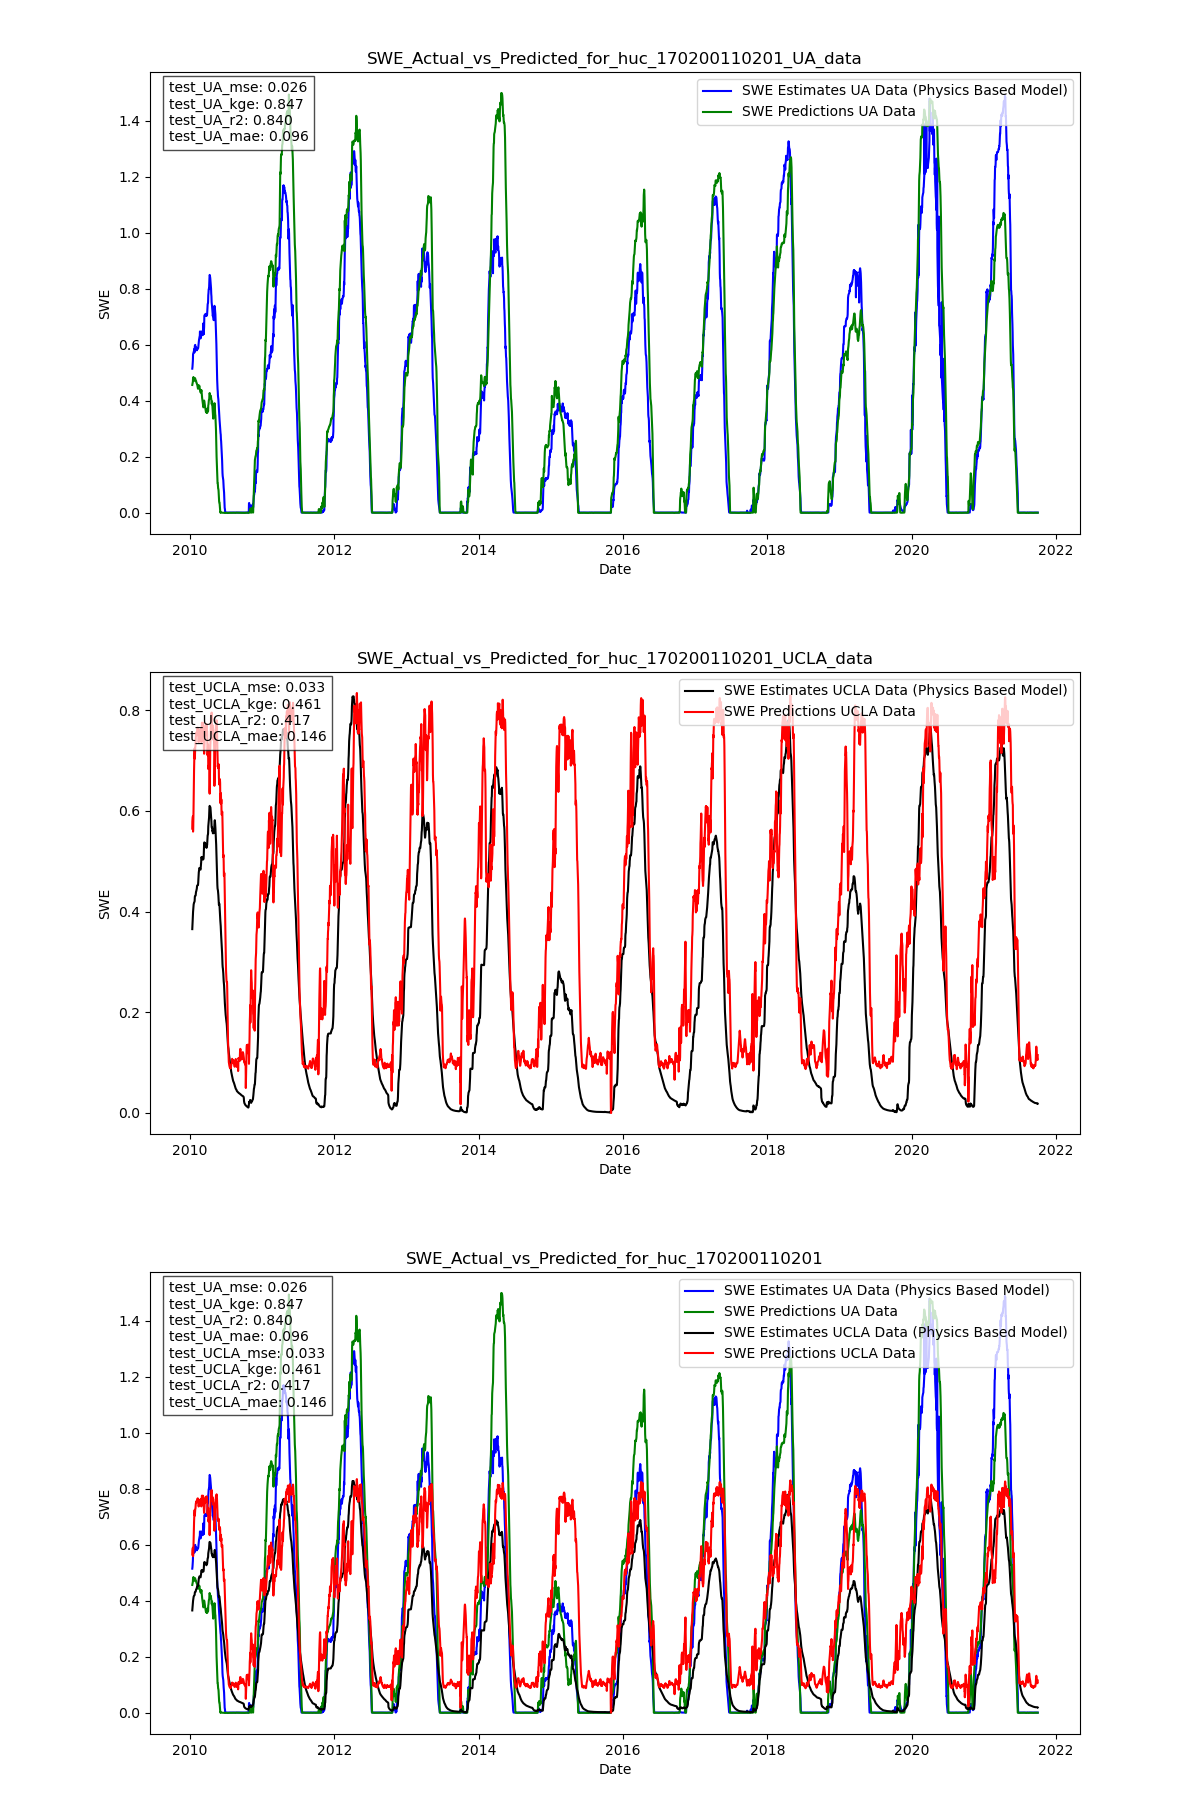 SWE_Actual_vs_Predicted_for_huc_170200110201_UA_data
test_UA_mse: 0.026
test_UA_kge: 0.847
test_UA_r2: 0.840
test_UA_mae: 0.096
SWE Estimates UA Data (Physics Based Model)
SWE Predictions UA Data
1.4
1.2
1.0
0.8
0.6
0.4
0.2
0.0
SWE
2010 2012 2014 2016 2018 2020 2022
Date
SWE_Actual_vs_Predicted_for_huc_170200110201_UCLA_data
test_UCLA_mse: 0.033
test_UCLA_kge: 0.461
test_UCLA_r2: 0.417
test_UCLA_mae: 0.146
SWE Estimates UCLA Data (Physics Based Model)
SWE Predictions UCLA Data
0.8
0.6
0.4
0.2
0.0
SWE
2010 2012 2014 2016 2018 2020 2022
Date
SWE_Actual_vs_Predicted_for_huc_170200110201
test_UA_mse: 0.026
test_UA_kge: 0.847
test_UA_r2: 0.840
test_UA_mae: 0.096
test_UCLA_mse: 0.033
test_UCLA_kge: 0.461
test_UCLA_r2: 0.417
test_UCLA_mae: 0.146
SWE Estimates UA Data (Physics Based Model)
SWE Predictions UA Data
SWE Estimates UCLA Data (Physics Based Model)
SWE Predictions UCLA Data
1.4
1.2
1.0
0.8
0.6
0.4
0.2
0.0
SWE
2010 2012 2014 2016 2018 2020 2022
Date